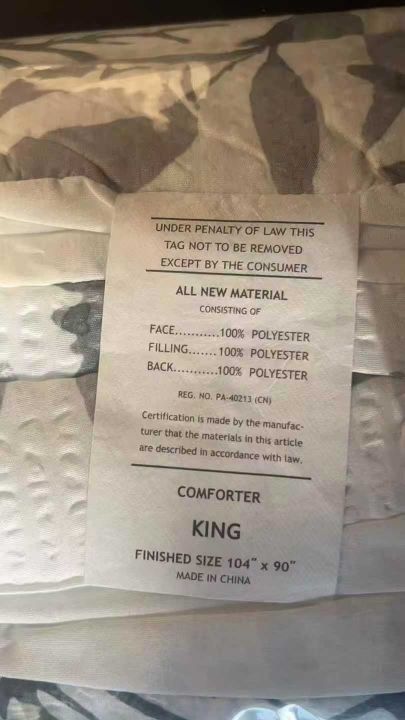 UNDER PENALTY OF LAW THIS
TAG NOT TO BE REMOVED
EXCEPT BY THE CONSUMER
ALL NEW MATERIAL
CONSISTING OF
FACE...........100% POLYESTER
FILLING.......100% POLYESTER
BACK...........100% POLYESTER
REG. NO. PA-40213 (CN)
Certification is made by the manufac-
turer that the materials in this article
are described in accordance with law.
COMFORTER
KING
FINISHED SIZE 104" x 90"
MADE IN CHINA